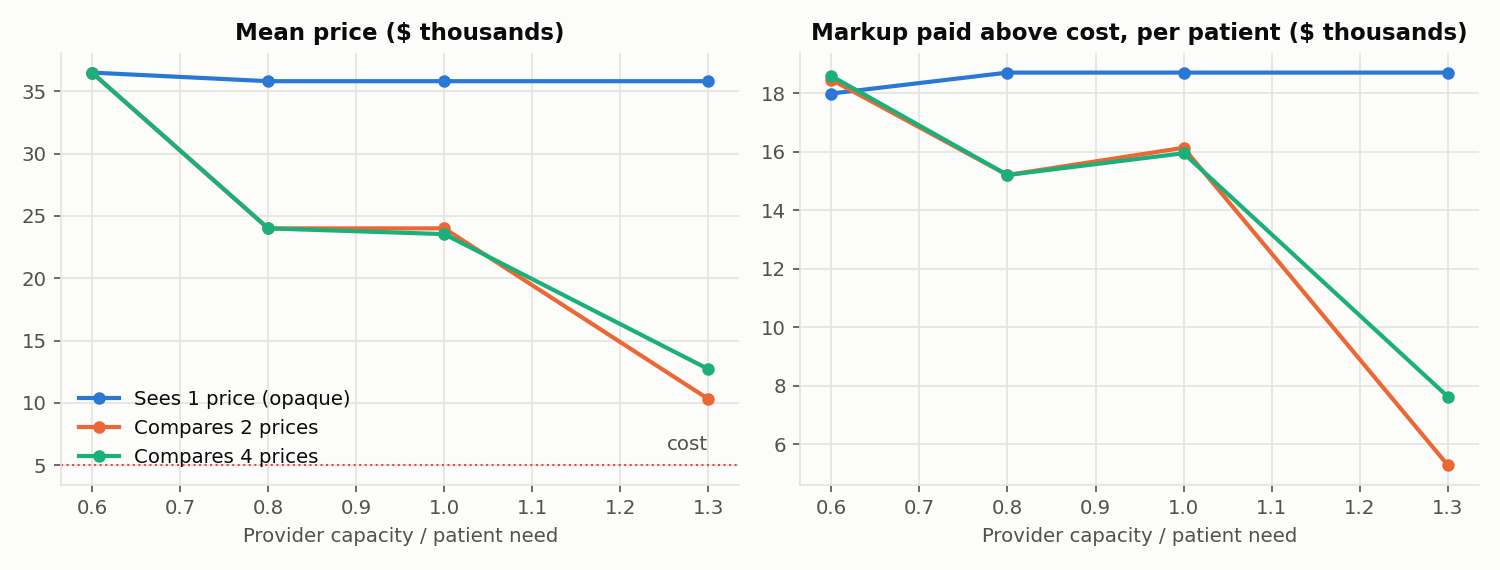 Mean price ($ thousands)
35
30
25
20
15
10
5
Sees 1 price (opaque)
Compares 2 prices
Compares 4 prices
cost
0.6 0.7 0.8 0.9 1.0 1.1 1.2 1.3
Provider capacity / patient need
Markup paid above cost, per patient ($ thousands)
18
16
14
12
10
8
6
0.6 0.7 0.8 0.9 1.0 1.1 1.2 1.3
Provider capacity / patient need